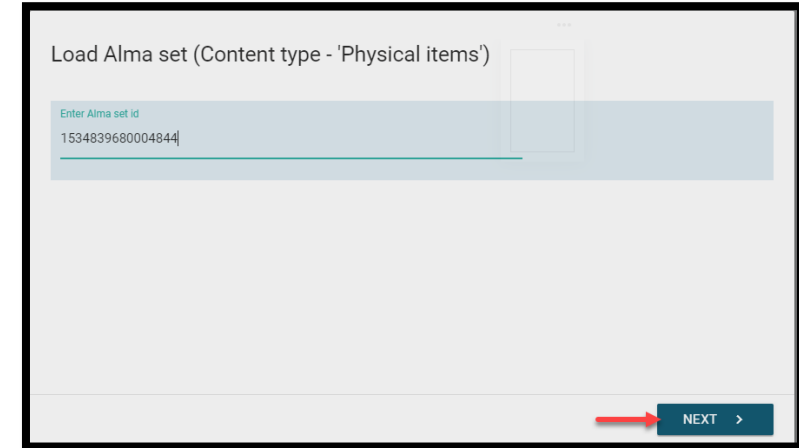 Load Alma set (Content type - 'Physical items')
Enter Alma set id
1534839680004844
NEXT